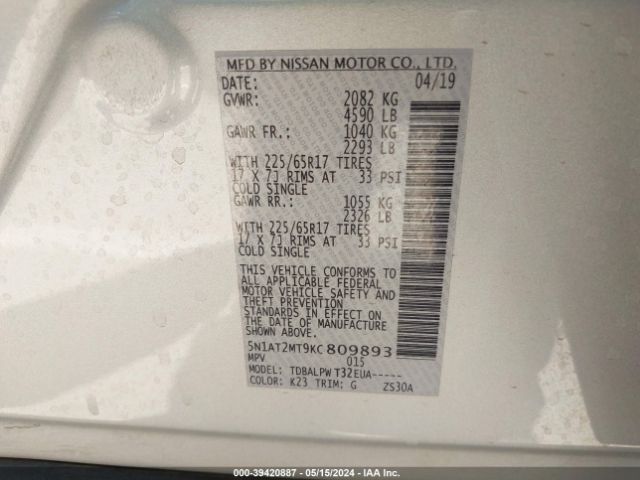 MFD BY NISSAN MOTOR CO., LTD.
DATE: 04/19
GVWR: 2082 KG
4590 LB
GAWR FR.: 1040 KG
2293 LB
WITH 225/65R17 TIRES
17 X 7J RIMS AT 33 PSI
COLD SINGLE
GAWR RR.: 1055 KG
2326 LB
WITH 225/65R17 TIRES
17 X 7J RIMS AT 33 PSI
COLD SINGLE
THIS VEHICLE CONFORMS TO
ALL APPLICABLE FEDERAL
MOTOR VEHICLE SAFETY AND
THEFT PREVENTION
STANDARDS IN EFFECT ON
THE DATE OF MANUFACTURE
SHOWN ABOVE.
5N1AT2MT9KC809893
MPV 015
MODEL: TDBALPW T32EUA-----
COLOR: K23 TRIM: G ZS30A
000-39420887 - 05/15/2024 - IAA Inc.